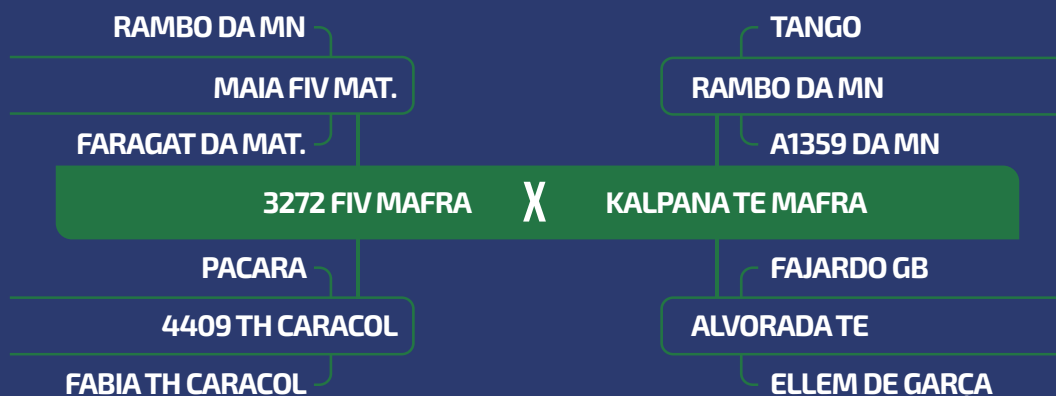 RAMBO DA MN
TANGO
MAIA FIV MAT.
RAMBO DA MN
FARAGAT DA MAT.
A1359 DA MN
3272 FIV MAFRA X KALPANA TE MAFRA
PACARA
FAJARDO GB
4409 TH CARACOL
ALVORADA TE
FABIA TH CARACOL
ELLEM DE GARÇA